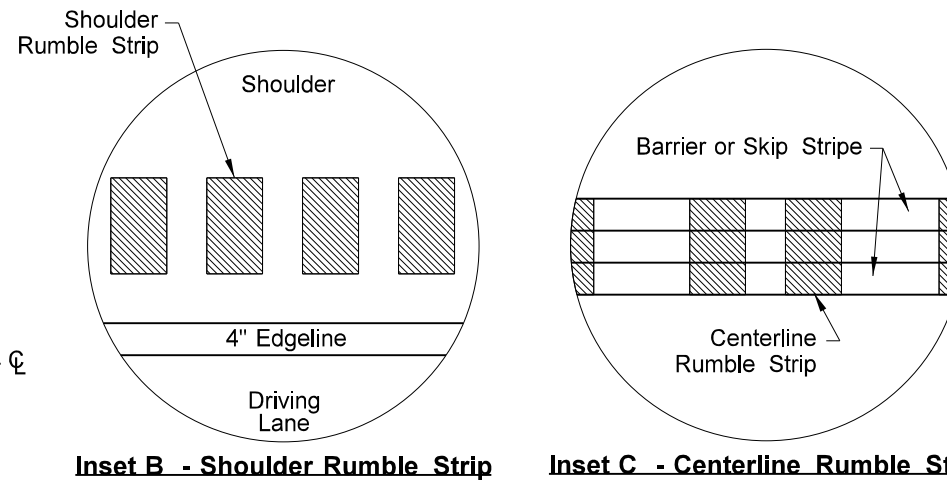 Shoulder
Rumble Strip
Shoulder
4" Edgeline
Driving
Lane
℄
Inset B - Shoulder Rumble Strip
Barrier or Skip Stripe
Centerline
Rumble Strip
Inset C - Centerline Rumble St